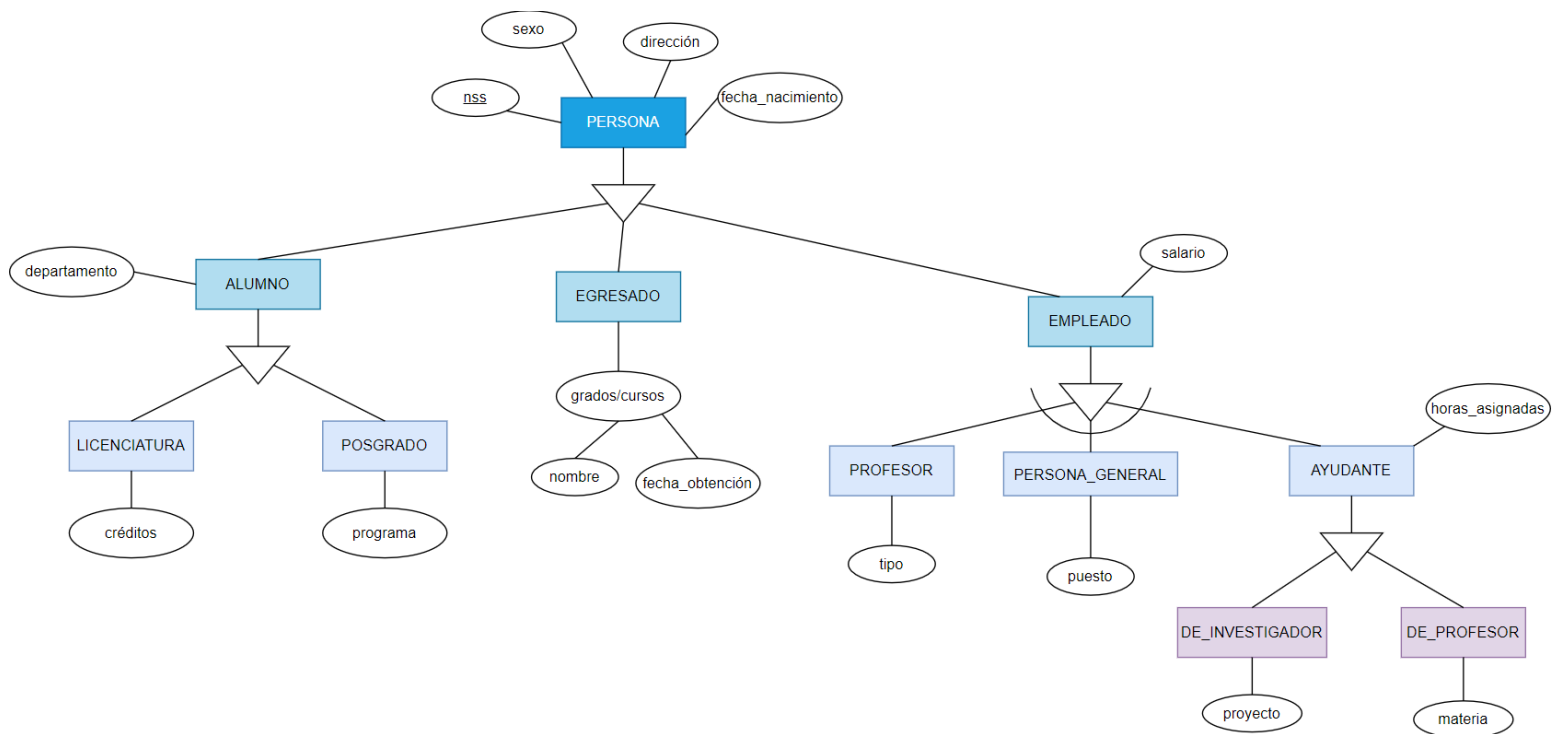 sexo
dirección
nss
fecha_nacimiento
PERSONA
salario
departamento
ALUMNO
EGRESADO
EMPLEADO
grados/cursos
horas_asignadas
LICENCIATURA
POSGRADO
nombre
fecha_obtención
PROFESOR
PERSONA_GENERAL
AYUDANTE
créditos
programa
tipo
puesto
DE_INVESTIGADOR
DE_PROFESOR
proyecto
materia